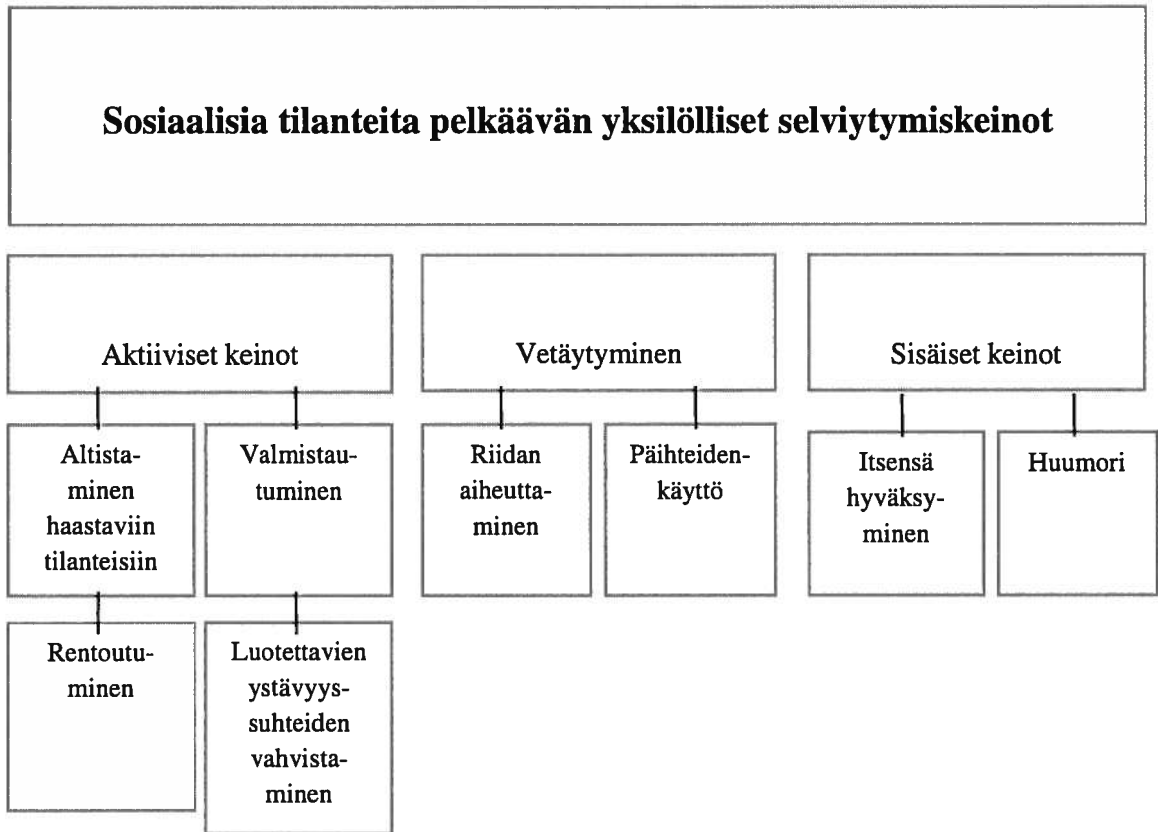 Sosiaalisia tilanteita pelkäävän yksilölliset selviytymiskeinot
Aktiiviset keinot
Vetäytyminen
Sisäiset keinot
Altista-
minen
haastaviin
tilanteisiin
Valmistau-
tuminen
Riidan
aiheutta-
minen
Päihteiden-
käyttö
Itsensä
hyväksy-
minen
Huumori
Rentoutu-
minen
Luotettavien
ystävyys-
suhteiden
vahvista-
minen